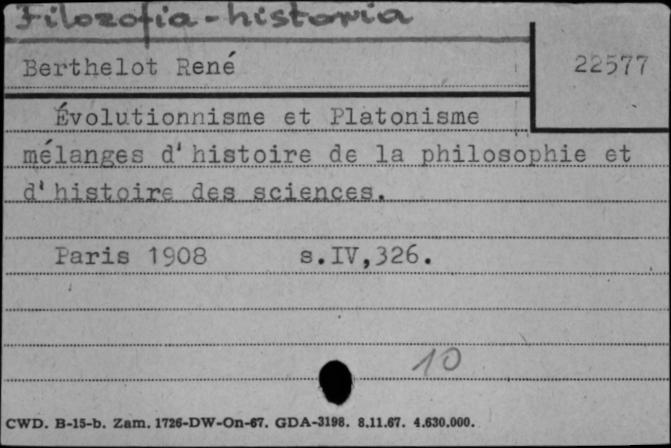 Filozofia-historia
Berthelot René
22577
Évolutionnisme et Platonisme
mélanges d'histoire de la philosophie et
d'histoire des sciences.
Paris 1908 s.IV,326.
10
CWD. B-15-b. Zam. 1726-DW-On-67. GDA-3198. 8.11.67. 4.630.000.